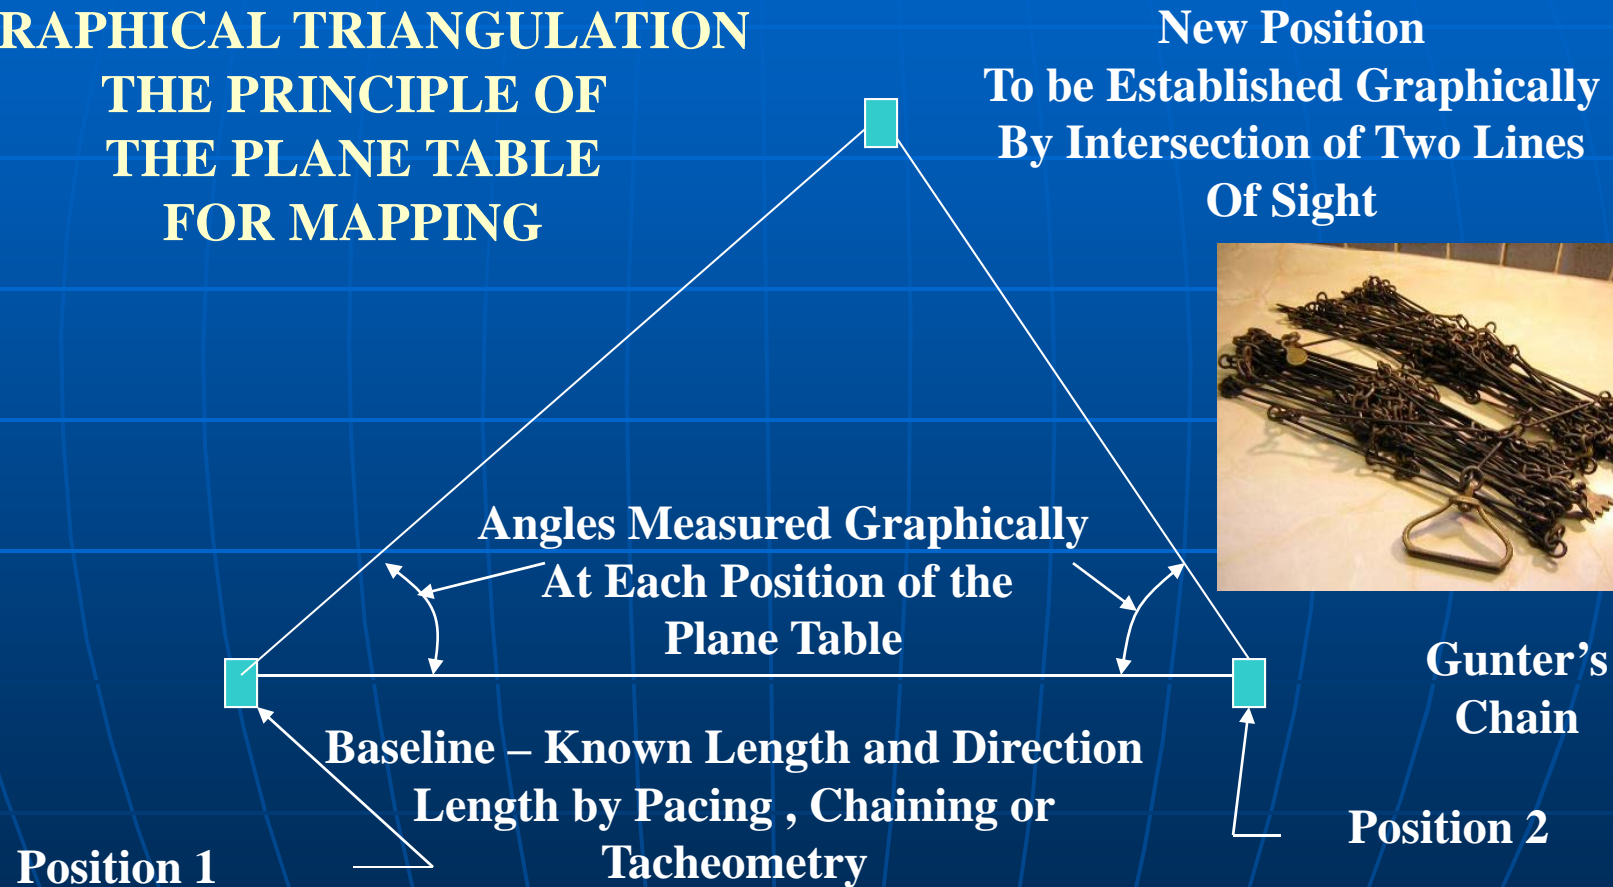 RAPHICAL TRIANGULATION
THE PRINCIPLE OF
THE PLANE TABLE
FOR MAPPING
New Position
To be Established Graphically
By Intersection of Two Lines
Of Sight
Angles Measured Graphically
At Each Position of the
Plane Table
Gunter’s
Chain
Baseline – Known Length and Direction
Length by Pacing , Chaining or
Tacheometry
Position 1
Position 2